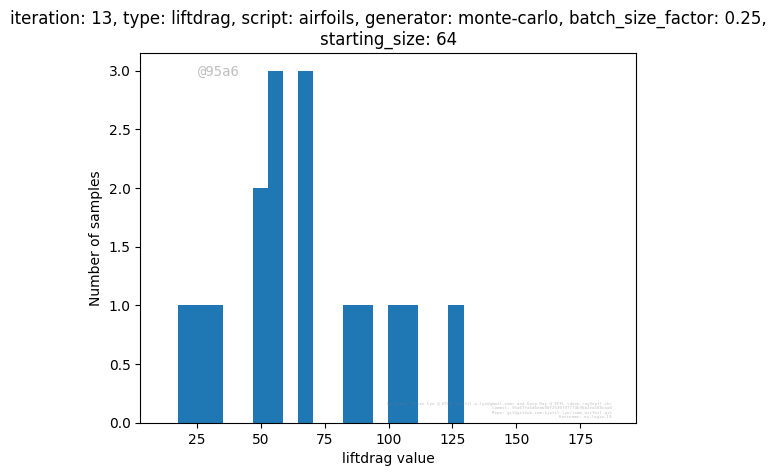 iteration: 13, type: liftdrag, script: airfoils, generator: monte-carlo, batch_size_factor: 0.25,
starting_size: 64
@95a6
3.0
2.5
2.0
1.5
1.0
0.5
0.0
Number of samples
25 50 75 100 125 150 175
liftdrag value